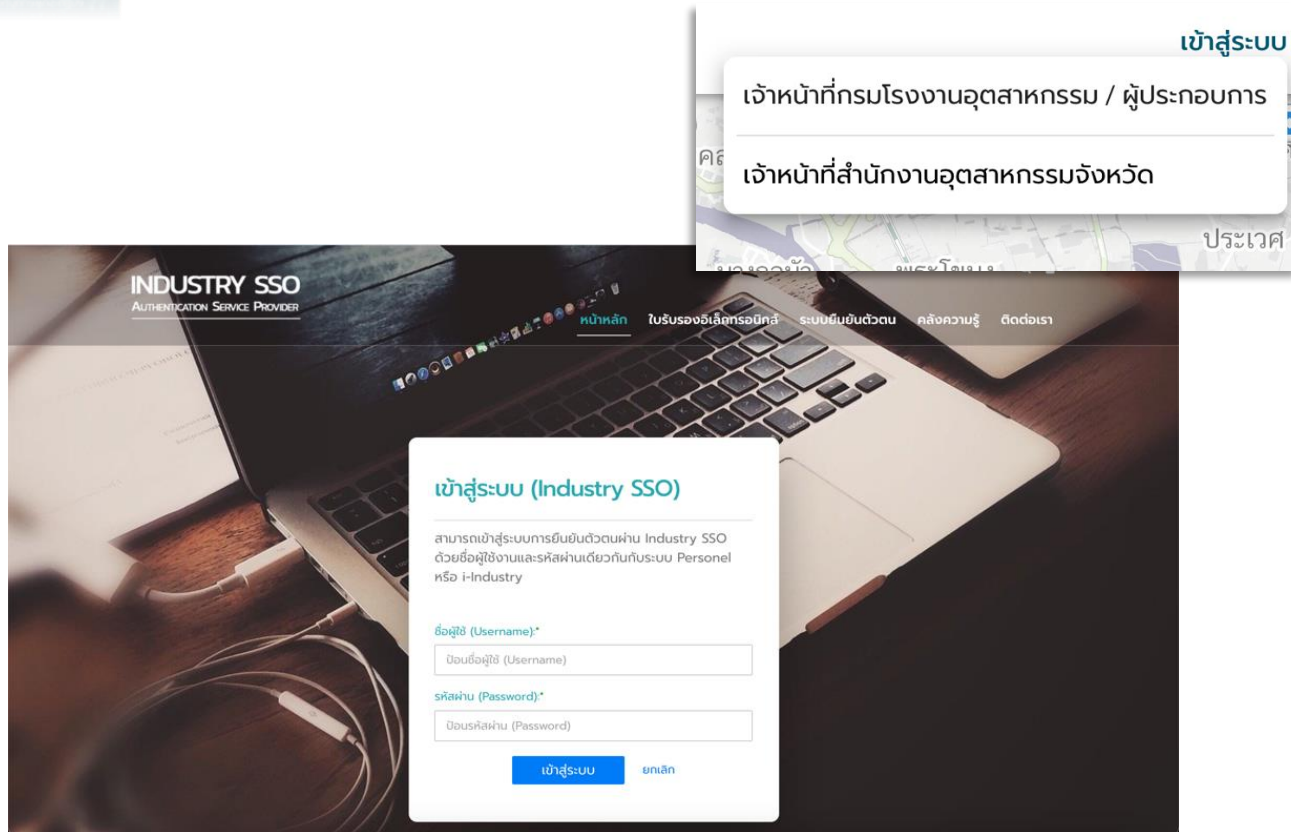 เข้าสู่ระบบ
เจ้าหน้าที่กรมโรงงานอุตสาหกรรม / ผู้ประกอบการ
เจ้าหน้าที่สำนักงานอุตสาหกรรมจังหวัด
ประเวศ
INDUSTRY SSO
AUTHENTICATION SERVICE PROVIDER
หน้าหลัก ใบรับรองอิเล็กทรอนิกส์ ระบบยืนยันตัวตน คลังความรู้ ติดต่อเรา
เข้าสู่ระบบ (Industry SSO)
สามารถเข้าสู่ระบบการยืนยันตัวตนผ่าน Industry SSO
ด้วยชื่อผู้ใช้งานและรหัสผ่านเดียวกันกับระบบ Personel
หรือ i-Industry
ชื่อผู้ใช้ (Username):*
ป้อนชื่อผู้ใช้ (Username)
รหัสผ่าน (Password):*
ป้อนรหัสผ่าน (Password)
เข้าสู่ระบบ ยกเลิก